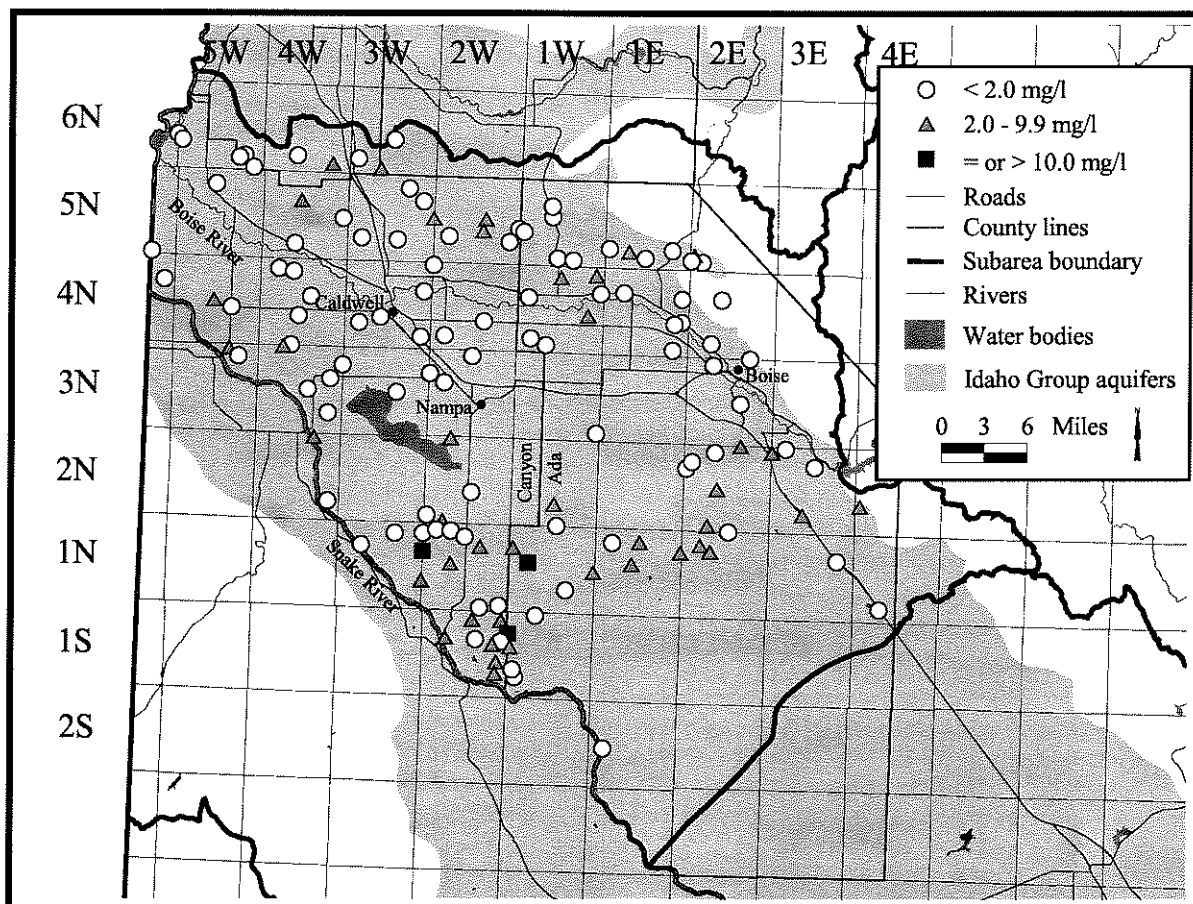 5W 4W 3W 2W 1W 1E 2E 3E 4E
6N
5N
4N
3N
2N
1N
1S
2S
Boise River
Caldwell
Nampa
Boise
Canyon
Ada
Snake River
< 2.0 mg/l
2.0 - 9.9 mg/l
= or > 10.0 mg/l
Roads
County lines
Subarea boundary
Rivers
Water bodies
Idaho Group aquifers
0 3 6 Miles